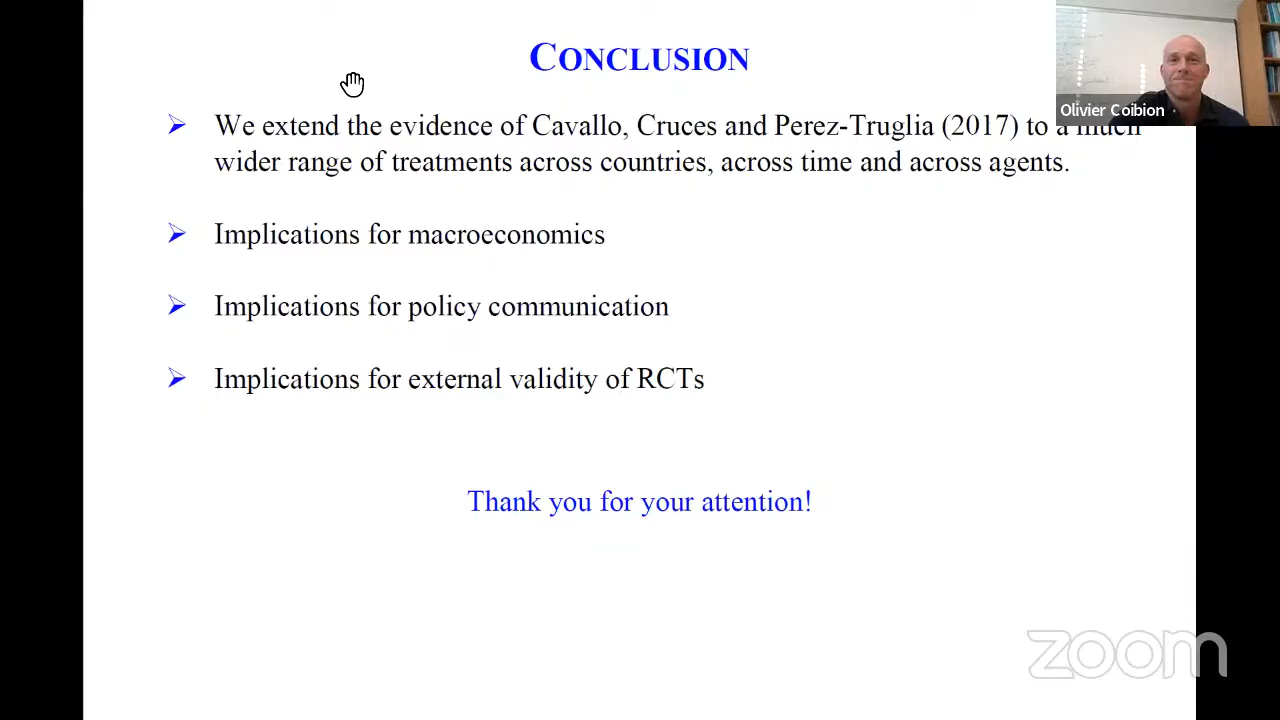 CONCLUSION
Olivier Coibion
➢ We extend the evidence of Cavallo, Cruces and Perez-Truglia (2017) to a much
wider range of treatments across countries, across time and across agents.
➢ Implications for macroeconomics
➢ Implications for policy communication
➢ Implications for external validity of RCTs
Thank you for your attention!
zoom